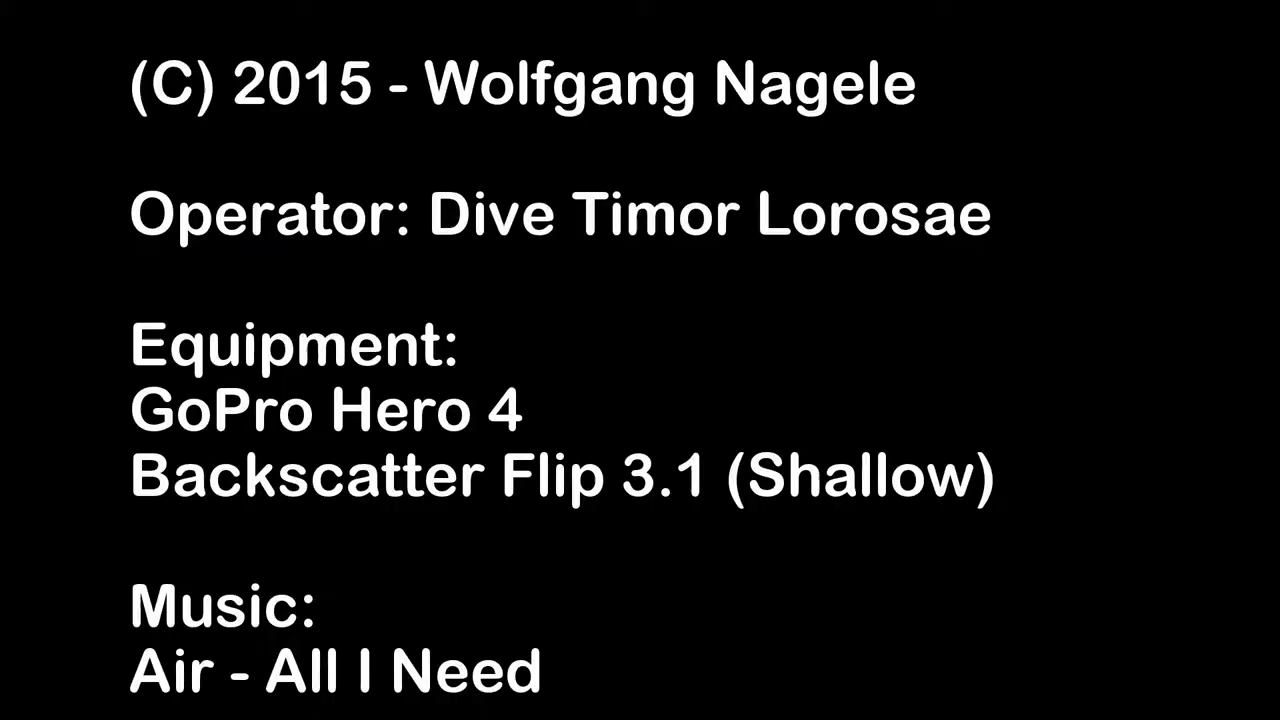 (C) 2015 - Wolfgang Nagele
Operator: Dive Timor Lorosae
Equipment:
GoPro Hero 4
Backscatter Flip 3.1 (Shallow)
Music:
Air - All I Need